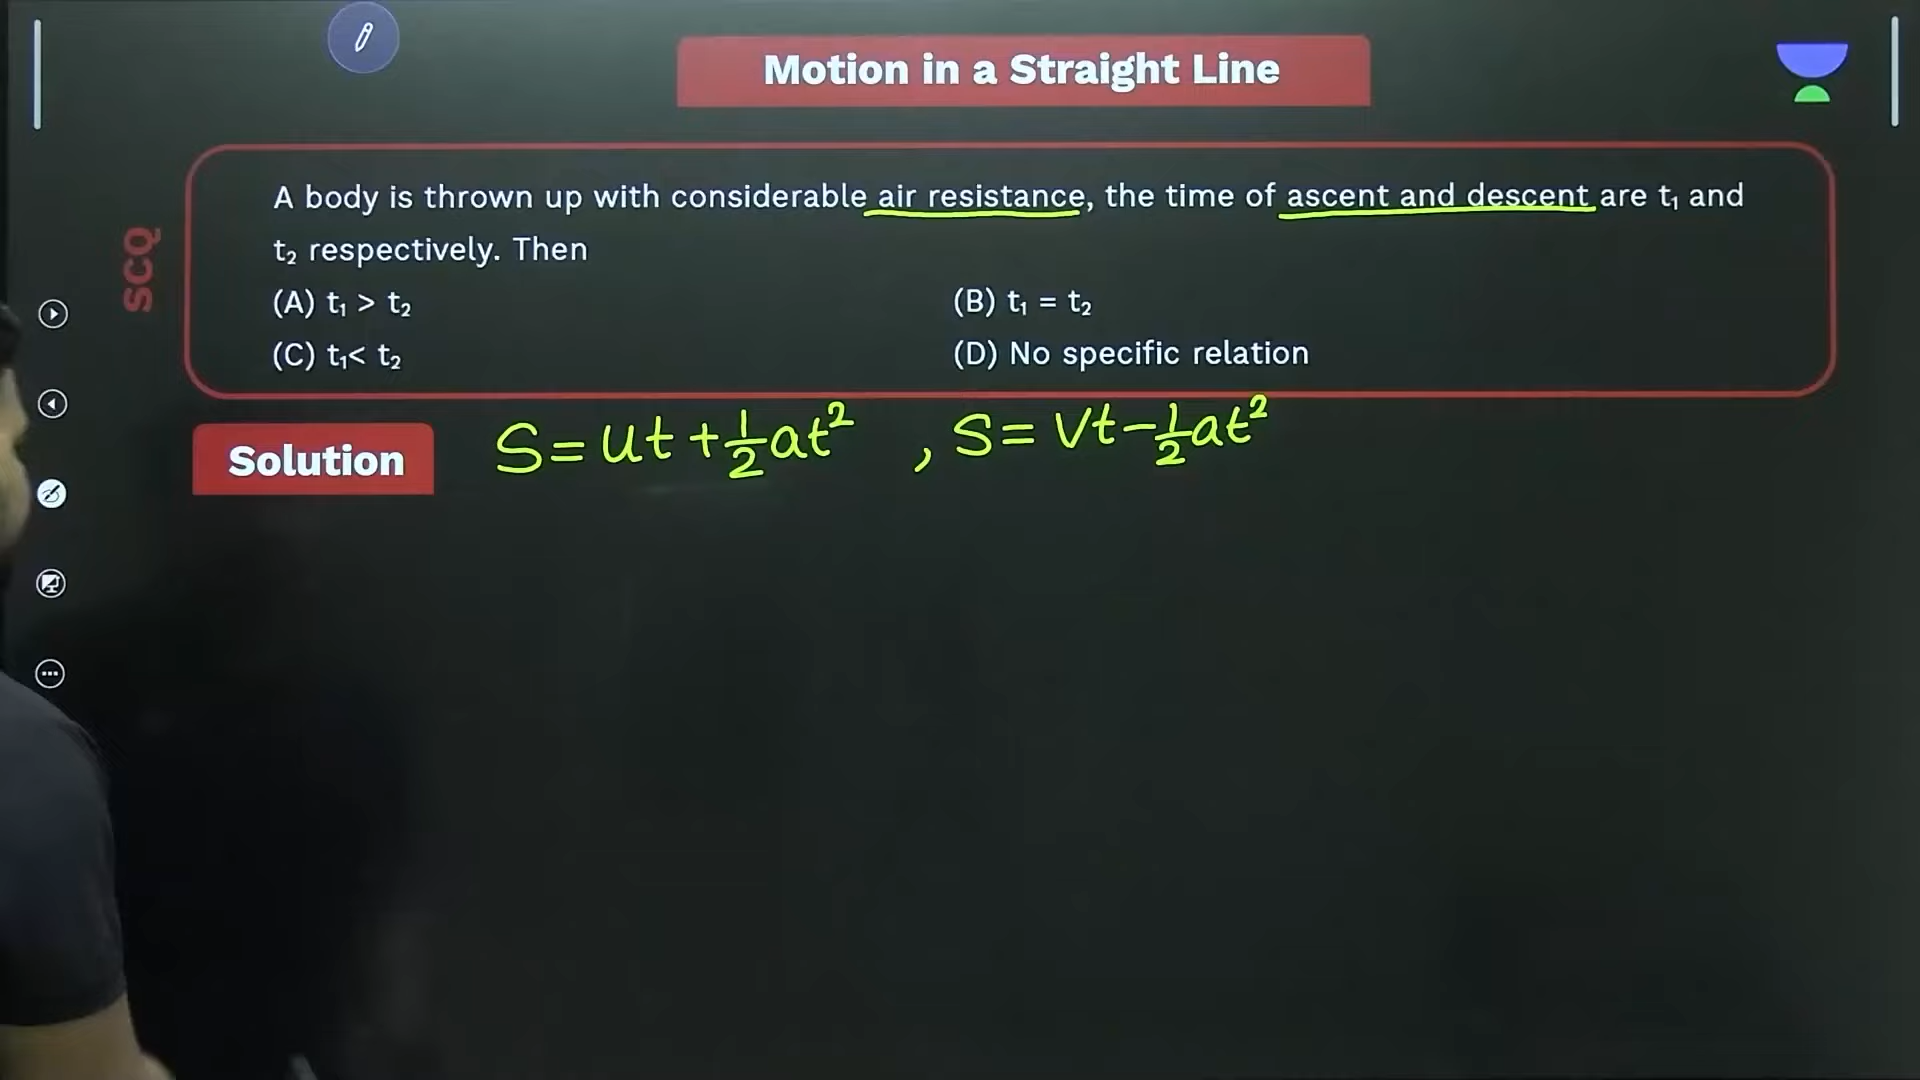 Motion in a Straight Line
SCQ
A body is thrown up with considerable air resistance, the time of ascent and descent are t₁ and
t₂ respectively. Then
(A) t₁ > t₂ (B) t₁ = t₂
(C) t₁< t₂ (D) No specific relation
Solution S=ut+½at² , S=vt-½at²